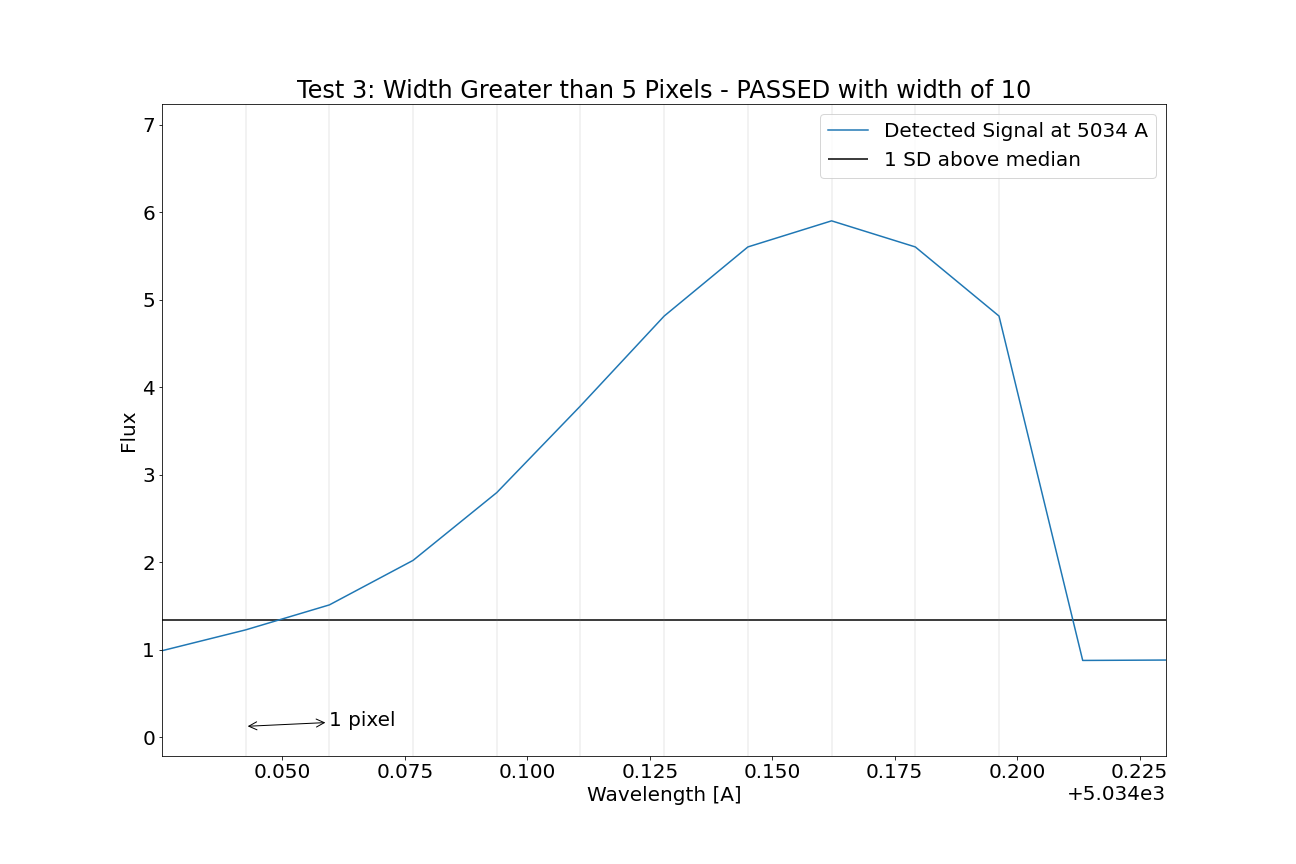 Test 3: Width Greater than 5 Pixels - PASSED with width of 10
Detected Signal at 5034 A
1 SD above median
7
6
5
4
3
2
1
0
Flux
1 pixel
0.050 0.075 0.100 0.125 0.150 0.175 0.200 0.225
Wavelength [A]
+5.034e3